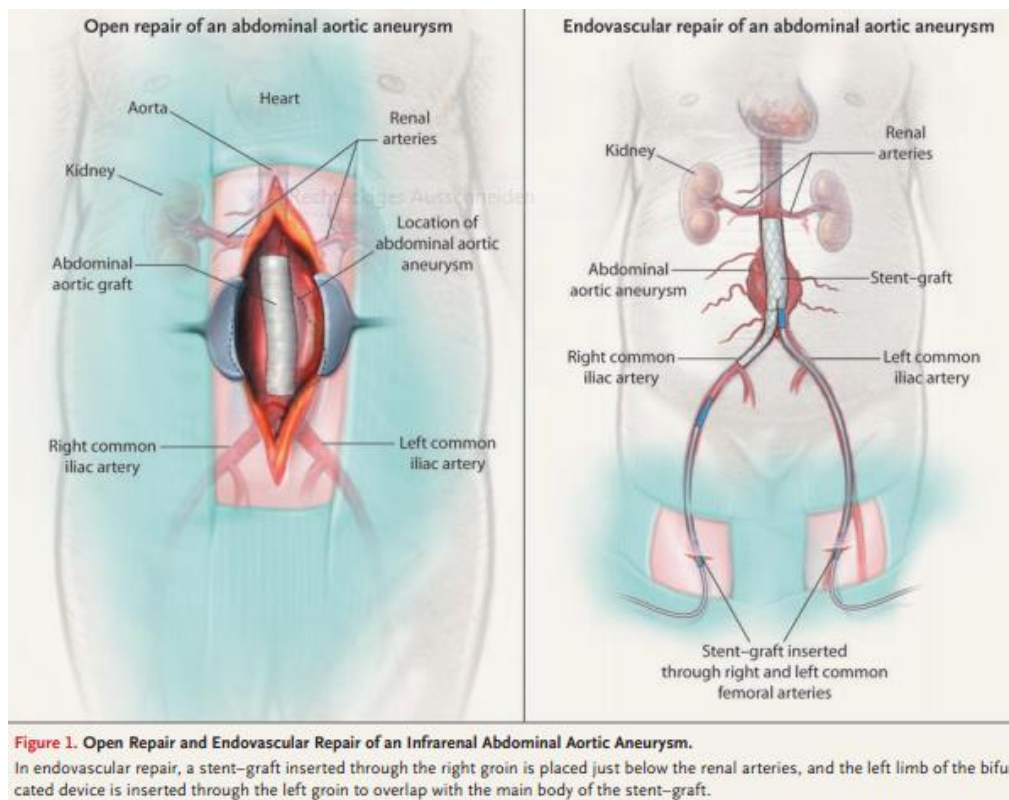 Open repair of an abdominal aortic aneurysm
Heart
Aorta
Renal
arteries
Kidney
Rechteckiges Ausschneiden
Location of
abdominal aortic
aneurysm
Abdominal
aortic graft
Right common
iliac artery
Left common
iliac artery
Endovascular repair of an abdominal aortic aneurysm
Kidney
Renal
arteries
Abdominal
aortic aneurysm
Stent–graft
Right common
iliac artery
Left common
iliac artery
Stent–graft inserted
through right and left common
femoral arteries
Figure 1. Open Repair and Endovascular Repair of an Infrarenal Abdominal Aortic Aneurysm.
In endovascular repair, a stent–graft inserted through the right groin is placed just below the renal arteries, and the left limb of the bifu
cated device is inserted through the left groin to overlap with the main body of the stent–graft.